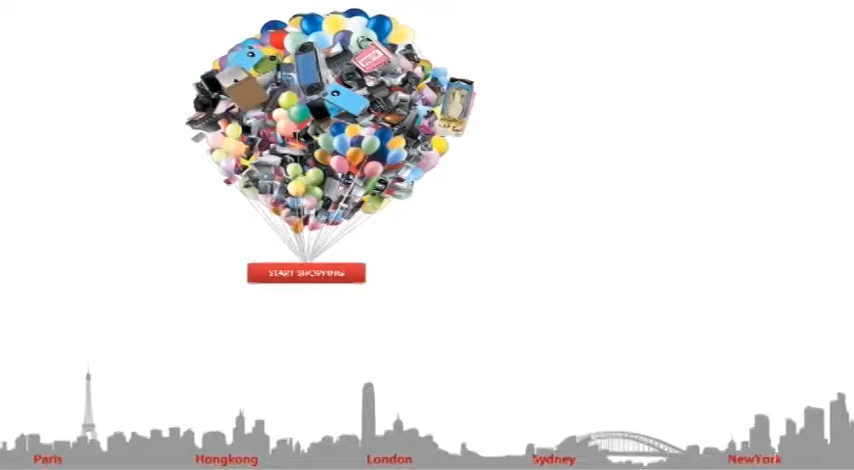 START SHOPPING
Paris
Hongkong
London
Sydney
NewYork